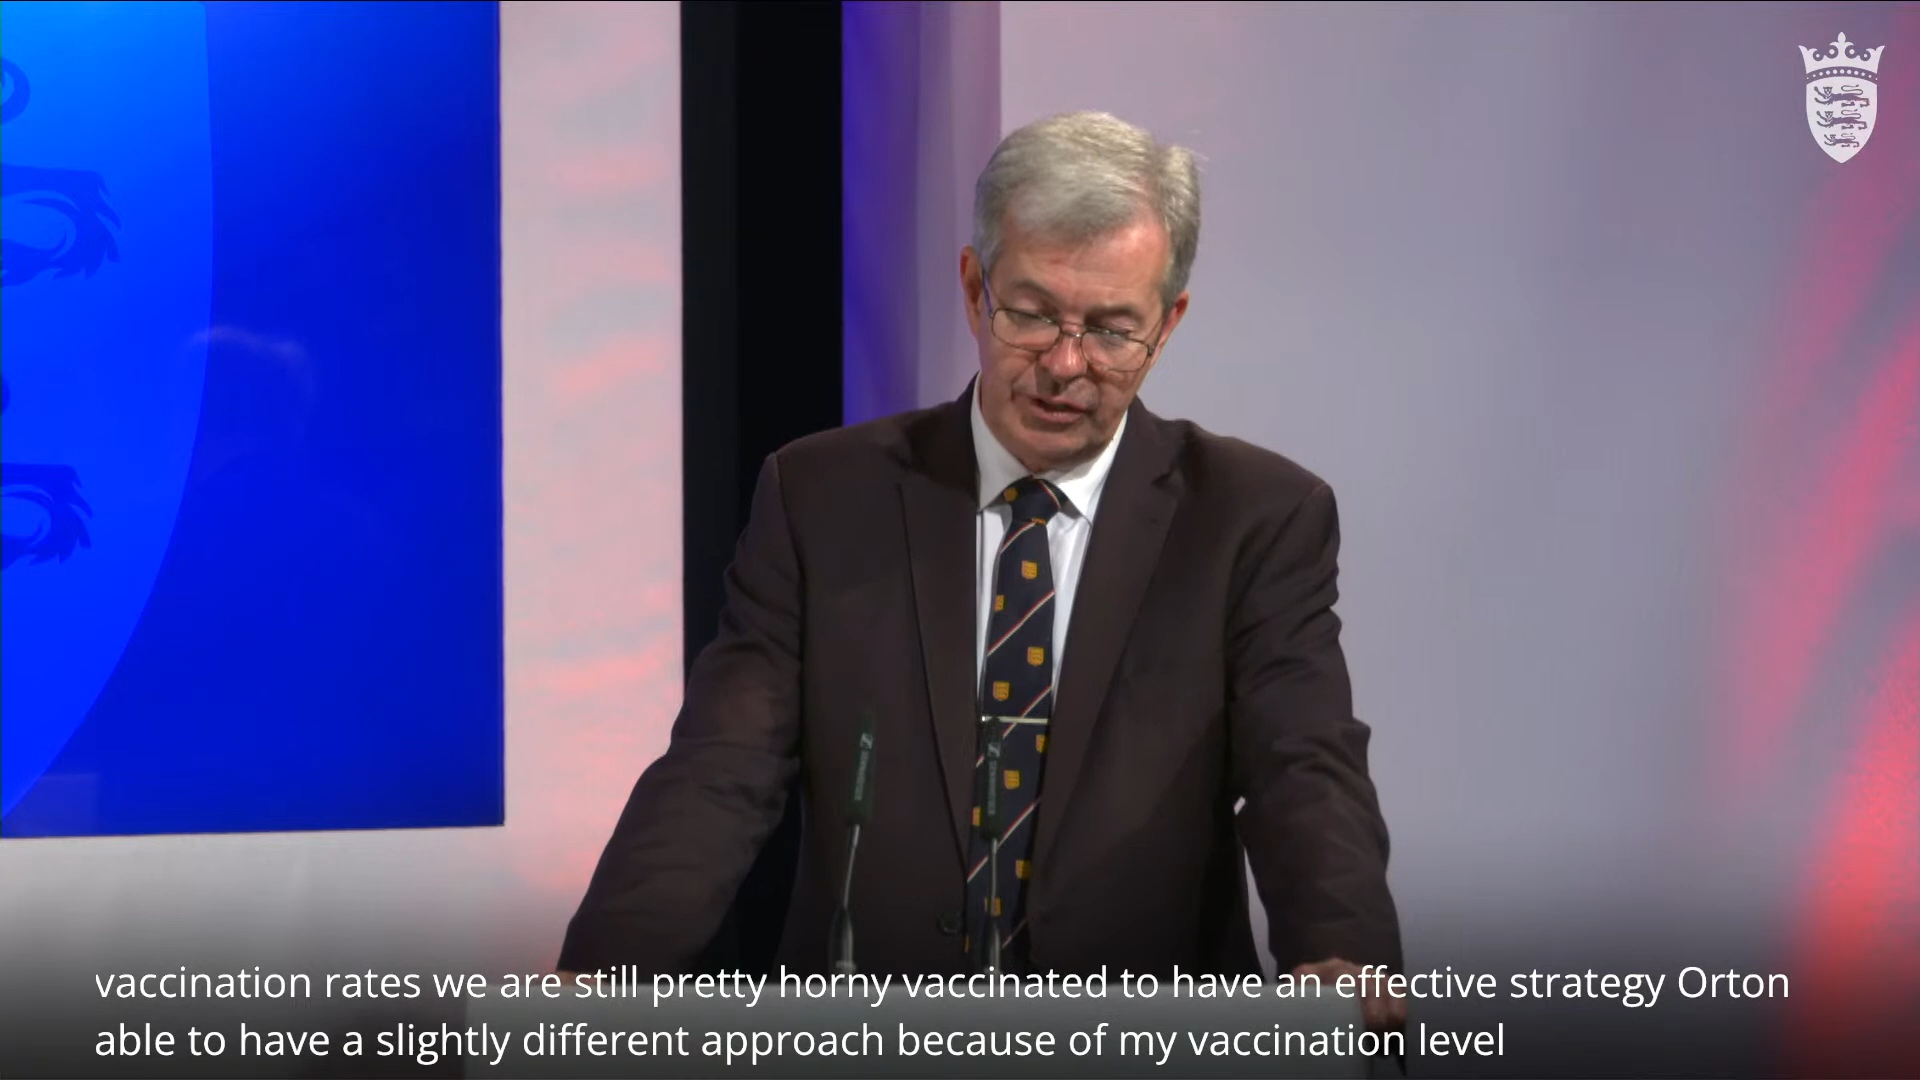 vaccination rates we are still pretty horny vaccinated to have an effective strategy Orton
able to have a slightly different approach because of my vaccination level